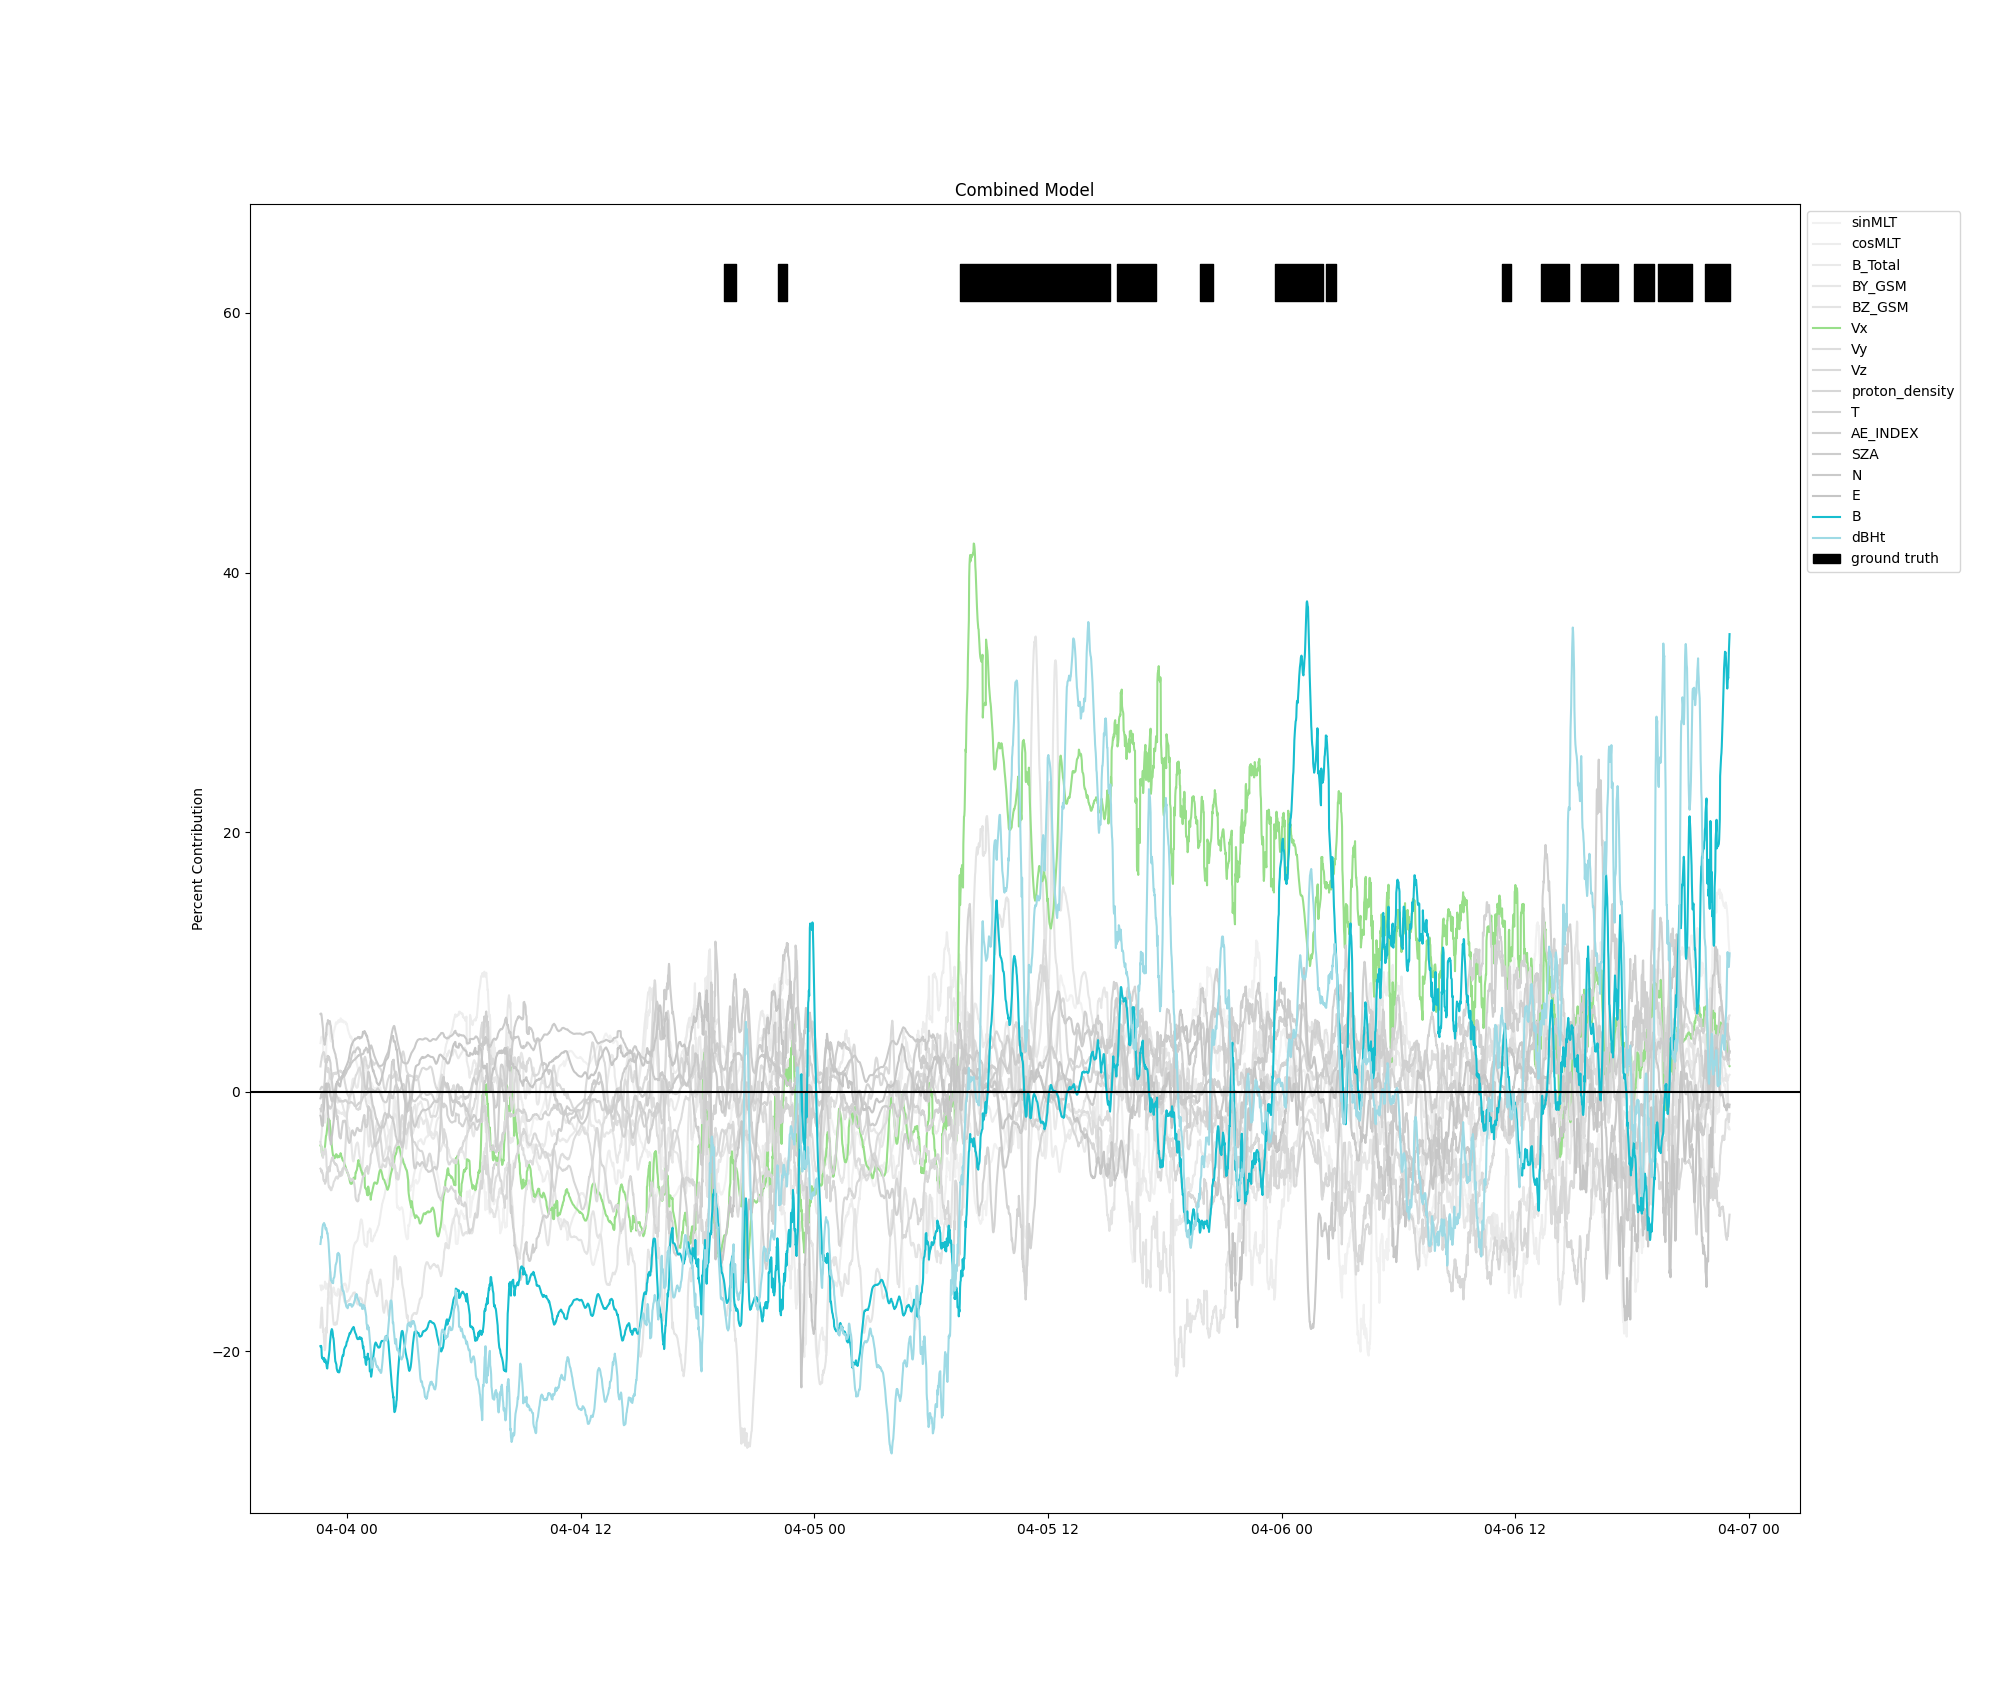 Combined Model
Percent Contribution
60
40
20
0
−20
04-04 00
04-04 12
04-05 00
04-05 12
04-06 00
04-06 12
04-07 00
sinMLT
cosMLT
B_Total
BY_GSM
BZ_GSM
Vx
Vy
Vz
proton_density
T
AE_INDEX
SZA
N
E
B
dBHt
ground truth